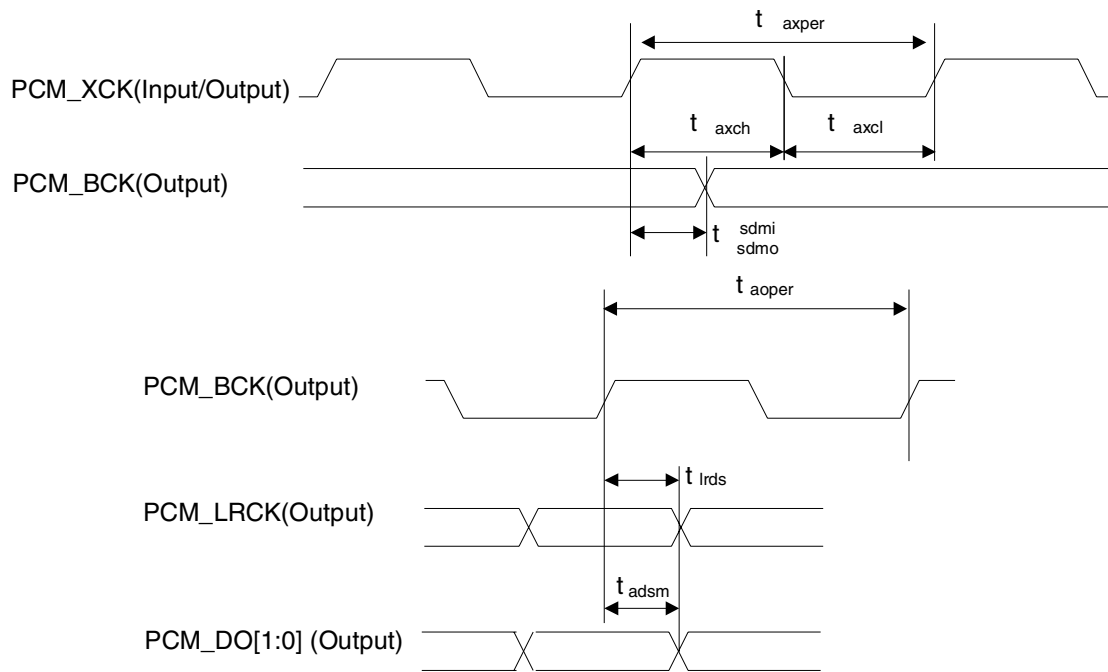 t axper
PCM_XCK(Input/Output)
t axch
t axcl
PCM_BCK(Output)
t sdmi
sdmo
t aoper
PCM_BCK(Output)
t lrds
PCM_LRCK(Output)
t adsm
PCM_DO[1:0] (Output)